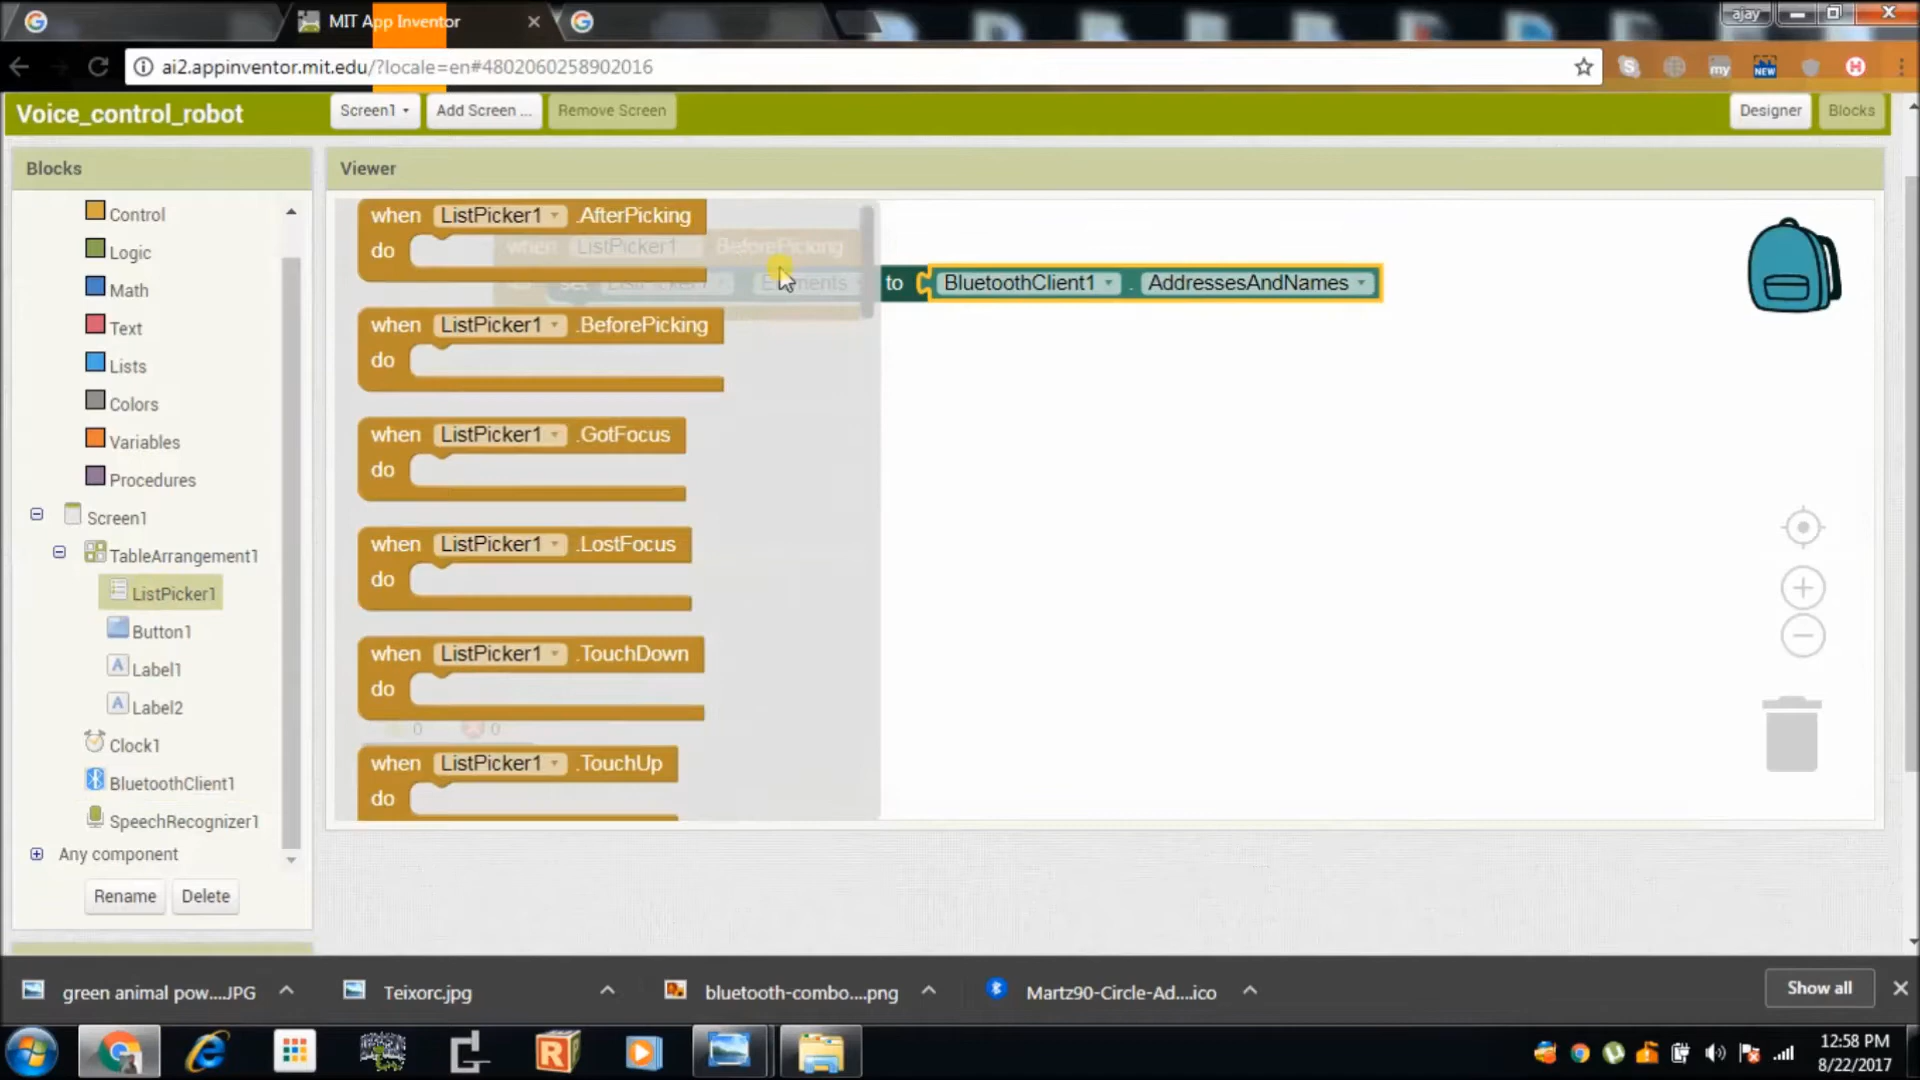 MIT App Inventor
ajay
ai2.appinventor.mit.edu/?locale=en#4802060258902016
my
NEW
H
Voice_control_robot
Screen1
Add Screen ...
Remove Screen
Designer
Blocks
Blocks
Viewer
Control
Logic
Math
Text
Lists
Colors
Variables
Procedures
Screen1
TableArrangement1
ListPicker1
Button1
Label1
Label2
Clock1
BluetoothClient1
SpeechRecognizer1
Any component
Rename
Delete
when ListPicker1 .AfterPicking
do
when ListPicker1 BeforePicking
set ListPicker1 . Elements to BluetoothClient1 . AddressesAndNames
when ListPicker1 .BeforePicking
do
when ListPicker1 .GotFocus
do
when ListPicker1 .LostFocus
do
when ListPicker1 .TouchDown
do
0 0
when ListPicker1 .TouchUp
do
green animal pow....JPG
Teixorc.jpg
bluetooth-combo....png
Martz90-Circle-Ad....ico
Show all
12:58 PM
8/22/2017